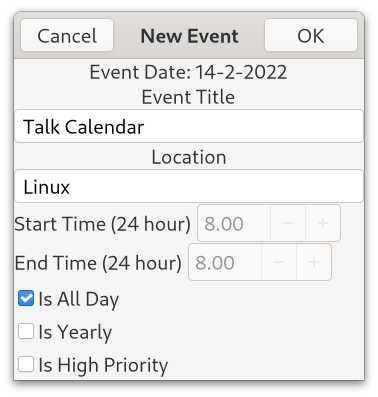 Cancel New Event OK
Event Date: 14-2-2022
Event Title
Talk Calendar
Location
Linux
Start Time (24 hour) 8.00 − +
End Time (24 hour) 8.00 − +
Is All Day
Is Yearly
Is High Priority